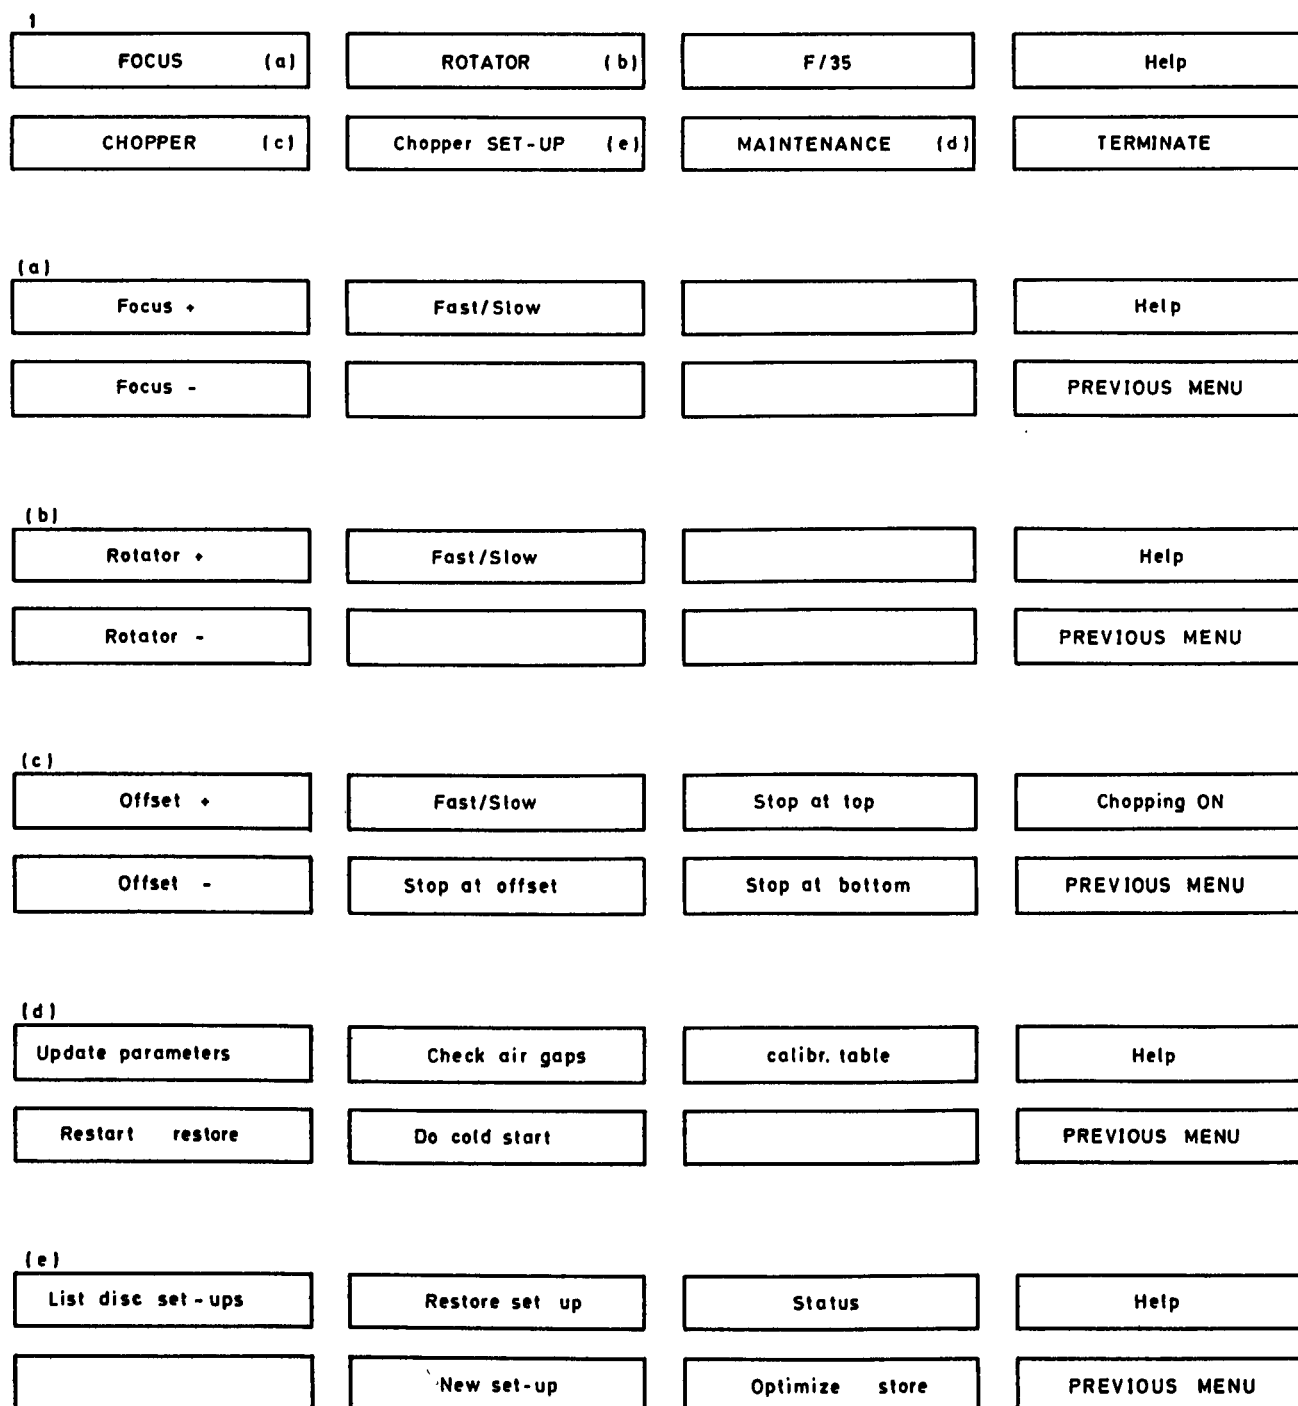 1
FOCUS (a) ROTATOR (b) F/35 Help
CHOPPER (c) Chopper SET-UP (e) MAINTENANCE (d) TERMINATE
(a)
Focus + Fast/Slow Help
Focus - PREVIOUS MENU
(b)
Rotator + Fast/Slow Help
Rotator - PREVIOUS MENU
(c)
Offset + Fast/Slow Stop at top Chopping ON
Offset - Stop at offset Stop at bottom PREVIOUS MENU
(d)
Update parameters Check air gaps calibr. table Help
Restart restore Do cold start PREVIOUS MENU
(e)
List disc set-ups Restore set up Status Help
New set-up Optimize store PREVIOUS MENU